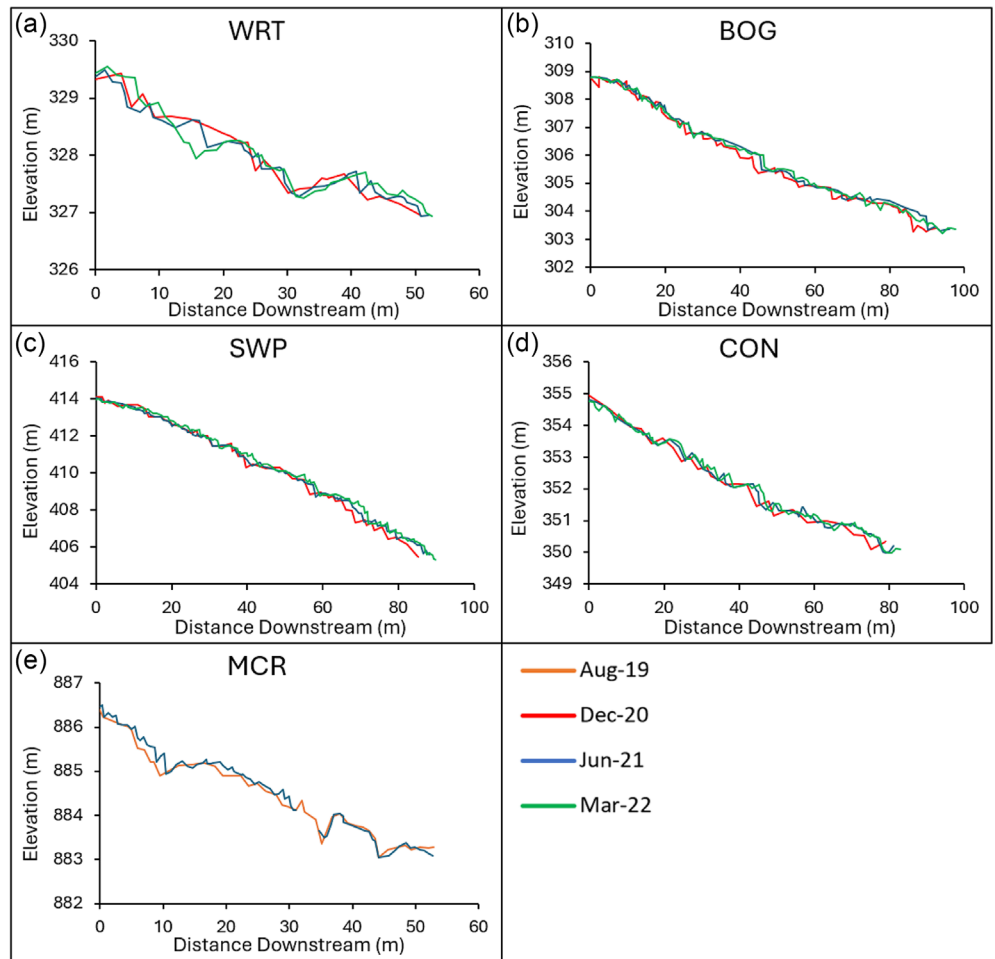 (a) WRT
330
329
328
327
326
Elevation (m)
0 10 20 30 40 50 60
Distance Downstream (m)
(b) BOG
310
309
308
307
306
305
304
303
302
Elevation (m)
0 20 40 60 80 100
Distance Downstream (m)
(c) SWP
416
414
412
410
408
406
404
Elevation (m)
0 20 40 60 80 100
Distance Downstream (m)
(d) CON
356
355
354
353
352
351
350
349
Elevation (m)
0 20 40 60 80 100
Distance Downstream (m)
(e) MCR
887
886
885
884
883
882
Elevation (m)
0 10 20 30 40 50 60
Distance Downstream (m)
Aug-19
Dec-20
Jun-21
Mar-22